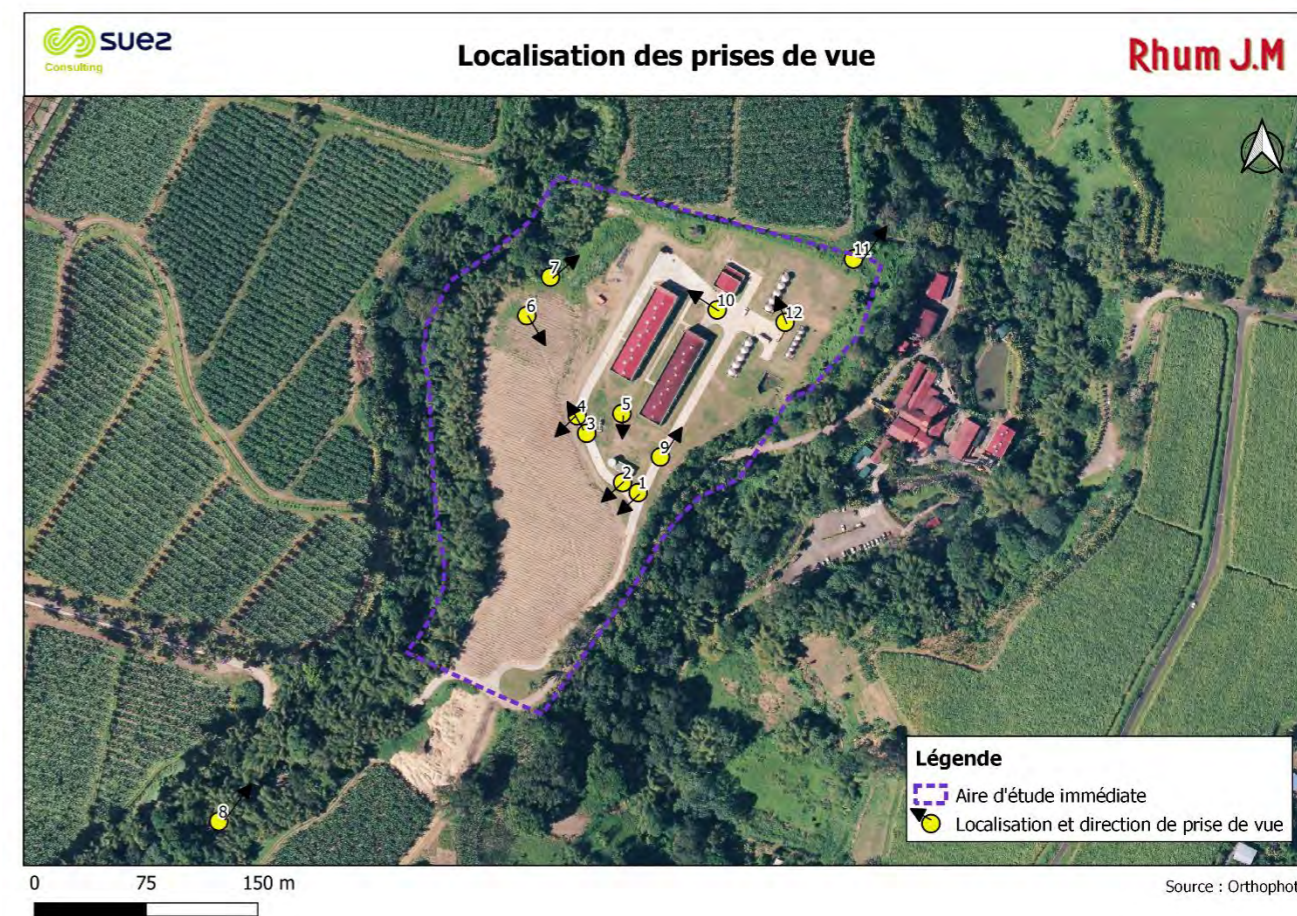 suez
Consulting
Localisation des prises de vue
Rhum J.M
11
7
10
6
12
4
5
3
9
2
1
8
Légende
Aire d'étude immédiate
Localisation et direction de prise de vue
0 75 150 m
Source : Orthophot